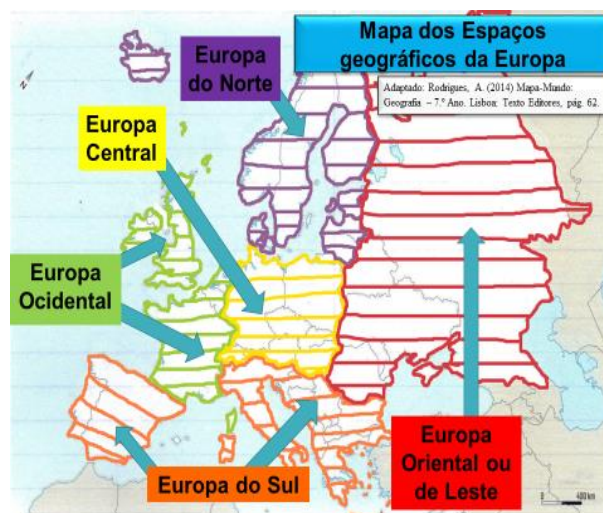 Mapa dos Espaços
geográficos da Europa
Adaptado: Rodrigues, A. (2014) Mapa-Mundo:
Geografia – 7.º Ano. Lisboa: Texto Editores, pág. 62.
Europa
do Norte
Europa
Central
Europa
Ocidental
Europa do Sul
Europa
Oriental ou
de Leste
N
0 400 km